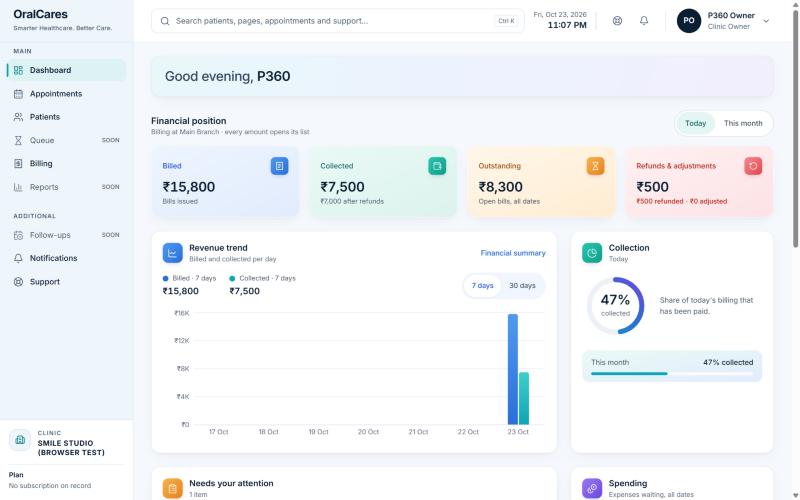 OralCares
Smarter Healthcare. Better Care.
MAIN
Dashboard
Appointments
Patients
Queue SOON
Billing
Reports SOON
ADDITIONAL
Follow-ups SOON
Notifications
Support
CLINIC
SMILE STUDIO
(BROWSER TEST)
Plan
No subscription on record
Search patients, pages, appointments and support... Ctrl K
Fri, Oct 23, 2026
11:07 PM
PO
P360 Owner
Clinic Owner
Good evening, P360
Financial position
Billing at Main Branch · every amount opens its list
Today This month
Billed
₹15,800
Bills issued
Collected
₹7,500
₹7,000 after refunds
Outstanding
₹8,300
Open bills, all dates
Refunds & adjustments
₹500
₹500 refunded · ₹0 adjusted
Revenue trend
Billed and collected per day
Financial summary
Billed · 7 days
₹15,800
Collected · 7 days
₹7,500
7 days 30 days
₹16K
₹12K
₹8K
₹4K
₹0
17 Oct 18 Oct 19 Oct 20 Oct 21 Oct 22 Oct 23 Oct
Collection
Today
47%
collected
Share of today's billing that
has been paid.
This month 47% collected
Needs your attention
1 item
Spending
Expenses waiting, all dates